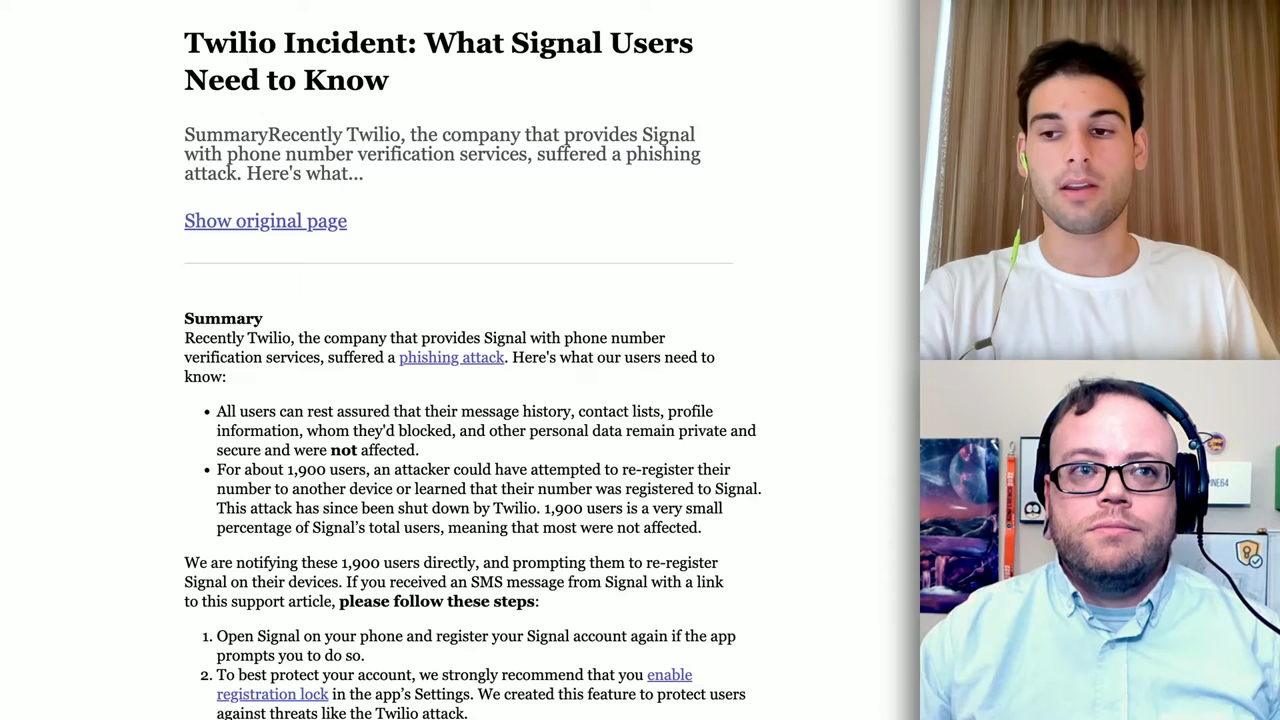 Twilio Incident: What Signal Users
Need to Know
SummaryRecently Twilio, the company that provides Signal
with phone number verification services, suffered a phishing
attack. Here's what...
Show original page
Summary
Recently Twilio, the company that provides Signal with phone number
verification services, suffered a phishing attack. Here's what our users need to
know:
• All users can rest assured that their message history, contact lists, profile
information, whom they'd blocked, and other personal data remain private and
secure and were not affected.
• For about 1,900 users, an attacker could have attempted to re-register their
number to another device or learned that their number was registered to Signal.
This attack has since been shut down by Twilio. 1,900 users is a very small
percentage of Signal’s total users, meaning that most were not affected.
We are notifying these 1,900 users directly, and prompting them to re-register
Signal on their devices. If you received an SMS message from Signal with a link
to this support article, please follow these steps:
1. Open Signal on your phone and register your Signal account again if the app
prompts you to do so.
2. To best protect your account, we strongly recommend that you enable
registration lock in the app’s Settings. We created this feature to protect users
against threats like the Twilio attack.